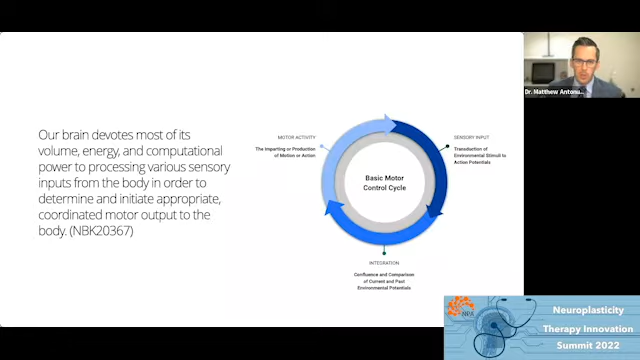 Our brain devotes most of its
volume, energy, and computational
power to processing various sensory
inputs from the body in order to
determine and initiate appropriate,
coordinated motor output to the
body. (NBK20367)
MOTOR ACTIVITY
The Imparting or Production
of Motion or Action
SENSORY INPUT
Transduction of
Environmental Stimuli to
Action Potentials
Basic Motor
Control Cycle
INTEGRATION
Confluence and Comparison
of Current and Past
Environmental Potentials
Dr. Matthew Antonu...
NPA
Neuroplasticity
Therapy Innovation
Summit 2022